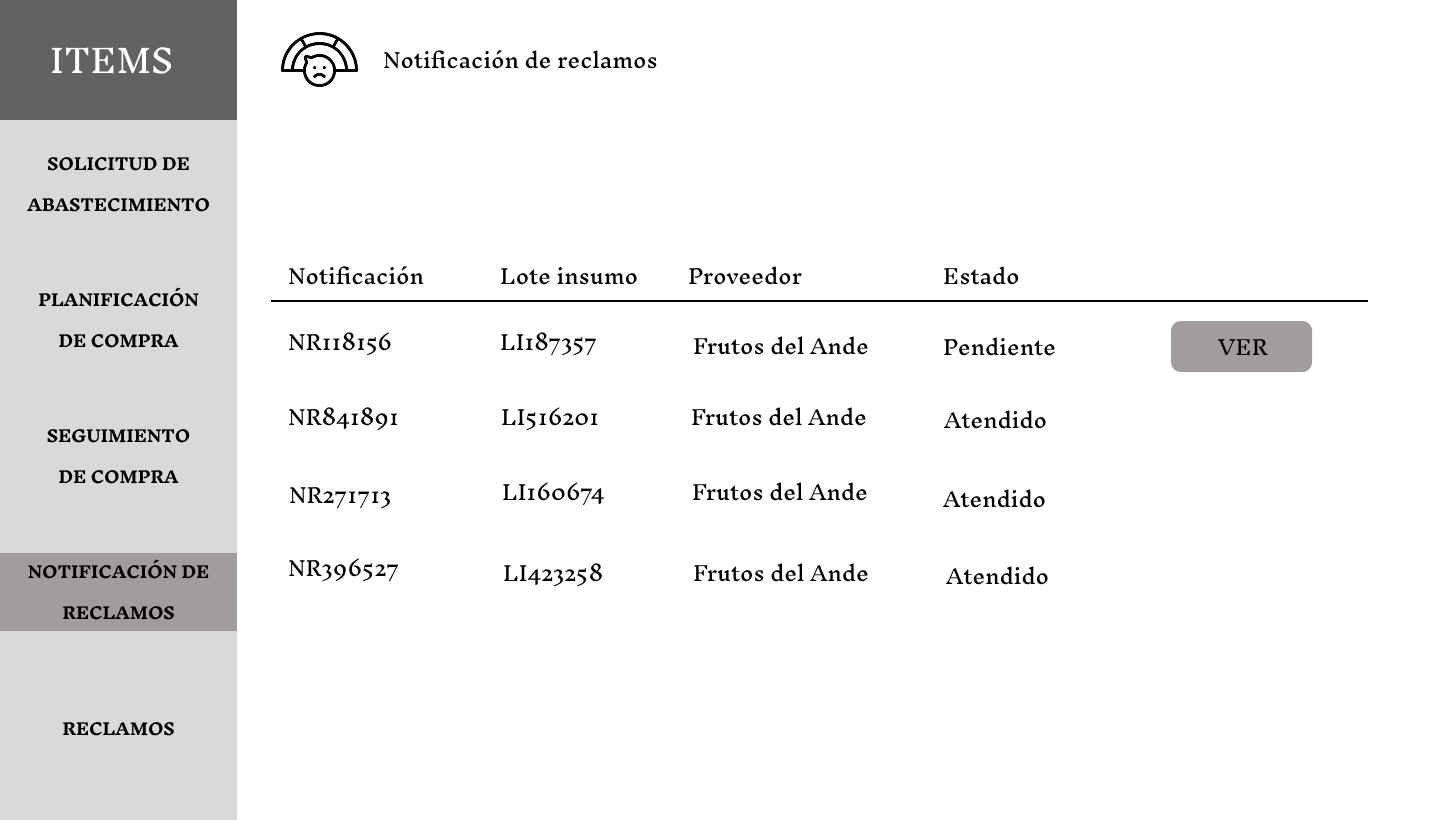 ITEMS
SOLICITUD DE
ABASTECIMIENTO
PLANIFICACIÓN
DE COMPRA
SEGUIMIENTO
DE COMPRA
NOTIFICACIÓN DE
RECLAMOS
RECLAMOS
Notificación de reclamos
Notificación Lote insumo Proveedor Estado
NR118156 LI187357 Frutos del Ande Pendiente VER
NR841891 LI516201 Frutos del Ande Atendido
NR271713 LI160674 Frutos del Ande Atendido
NR396527 LI423258 Frutos del Ande Atendido